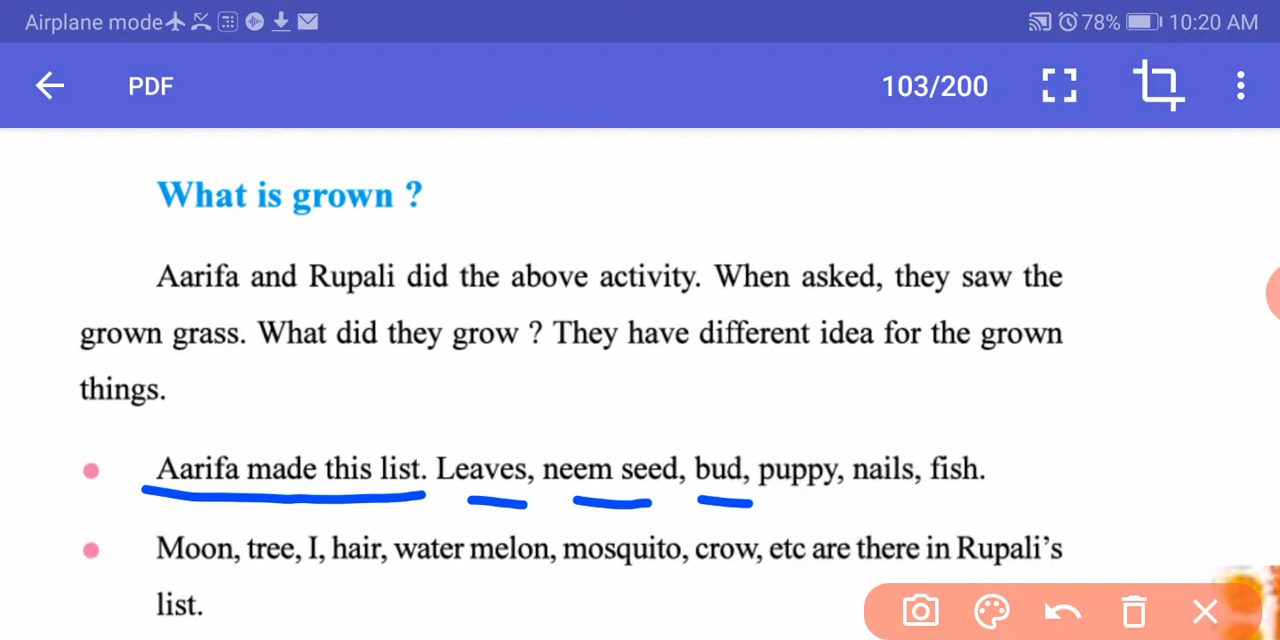 Airplane mode 78% 10:20 AM
PDF 103/200
What is grown ?
Aarifa and Rupali did the above activity. When asked, they saw the
grown grass. What did they grow ? They have different idea for the grown
things.
Aarifa made this list. Leaves, neem seed, bud, puppy, nails, fish.
Moon, tree, I, hair, water melon, mosquito, crow, etc are there in Rupali's
list.